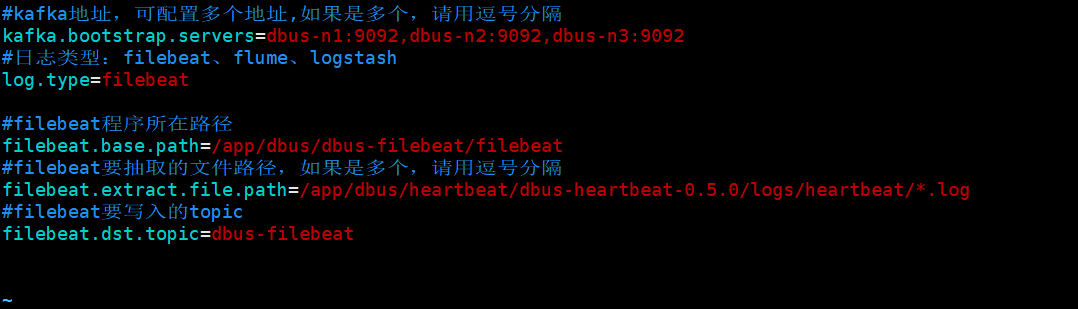 #kafka地址，可配置多个地址,如果是多个，请用逗号分隔
kafka.bootstrap.servers=dbus-n1:9092,dbus-n2:9092,dbus-n3:9092
#日志类型：filebeat、flume、logstash
log.type=filebeat
#filebeat程序所在路径
filebeat.base.path=/app/dbus/dbus-filebeat/filebeat
#filebeat要抽取的文件路径，如果是多个，请用逗号分隔
filebeat.extract.file.path=/app/dbus/heartbeat/dbus-heartbeat-0.5.0/logs/heartbeat/*.log
#filebeat要写入的topic
filebeat.dst.topic=dbus-filebeat
~